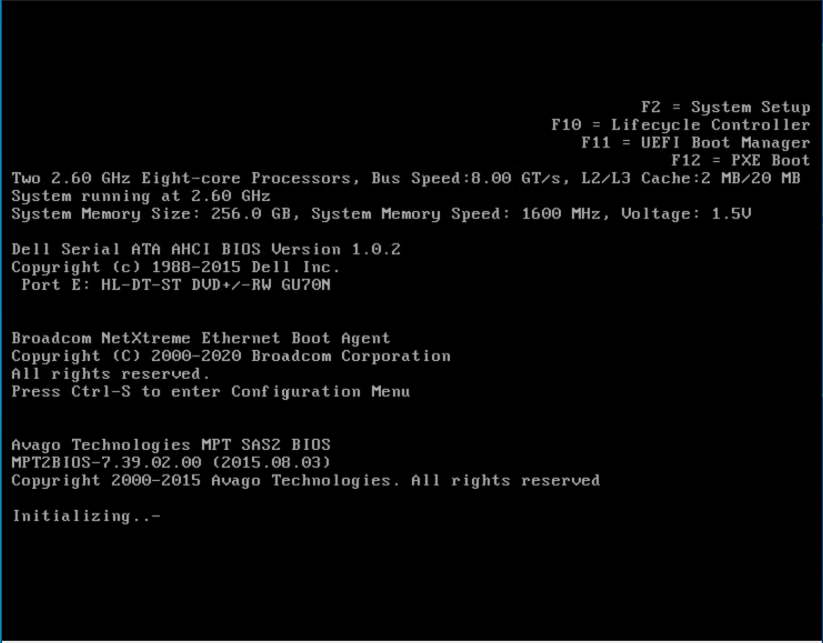 F2 = System Setup
F10 = Lifecycle Controller
F11 = UEFI Boot Manager
F12 = PXE Boot
Two 2.60 GHz Eight-core Processors, Bus Speed:8.00 GT/s, L2/L3 Cache:2 MB/20 MB
System running at 2.60 GHz
System Memory Size: 256.0 GB, System Memory Speed: 1600 MHz, Voltage: 1.5V
Dell Serial ATA AHCI BIOS Version 1.0.2
Copyright (c) 1988-2015 Dell Inc.
Port E: HL-DT-ST DVD+/-RW GU70N
Broadcom NetXtreme Ethernet Boot Agent
Copyright (C) 2000-2020 Broadcom Corporation
All rights reserved.
Press Ctrl-S to enter Configuration Menu
Avago Technologies MPT SAS2 BIOS
MPT2BIOS-7.39.02.00 (2015.08.03)
Copyright 2000-2015 Avago Technologies. All rights reserved
Initializing..-